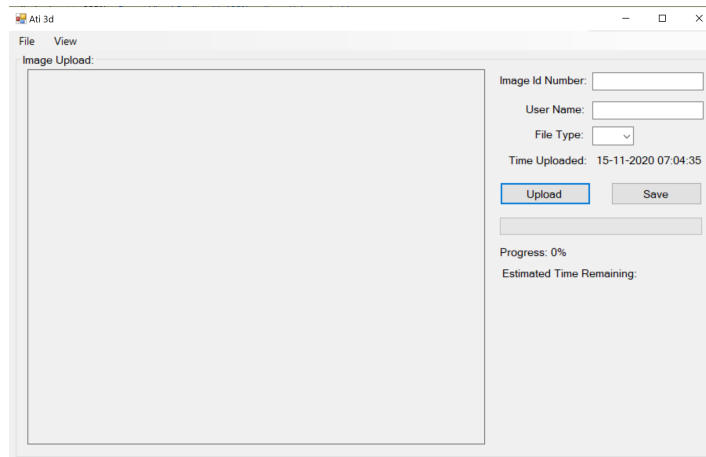 Ati 3d
File View
Image Upload:
Image Id Number:
User Name:
File Type:
Time Uploaded: 15-11-2020 07:04:35
Upload Save
Progress: 0%
Estimated Time Remaining: